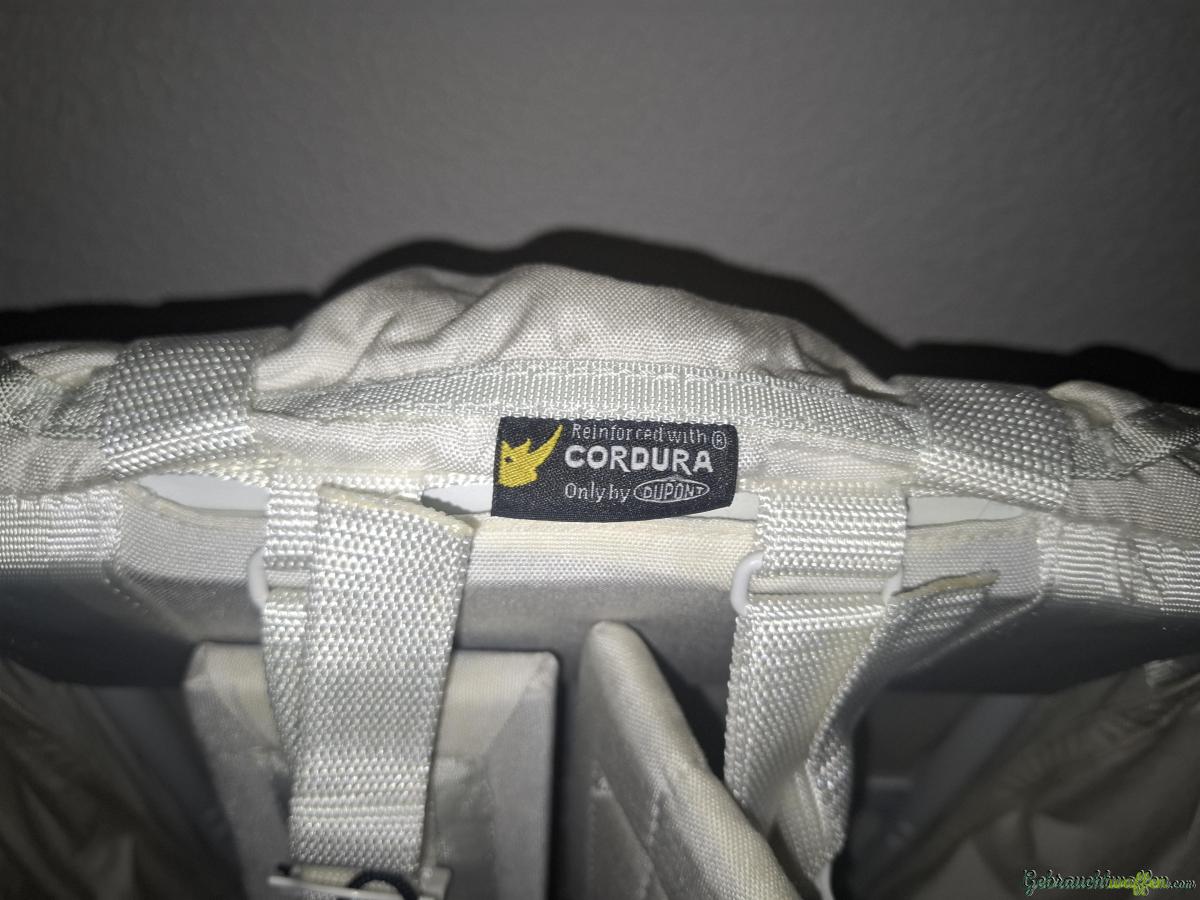 Reinforced with ®
CORDURA
Only by DUPONT
Gebrauchtwaffen.com